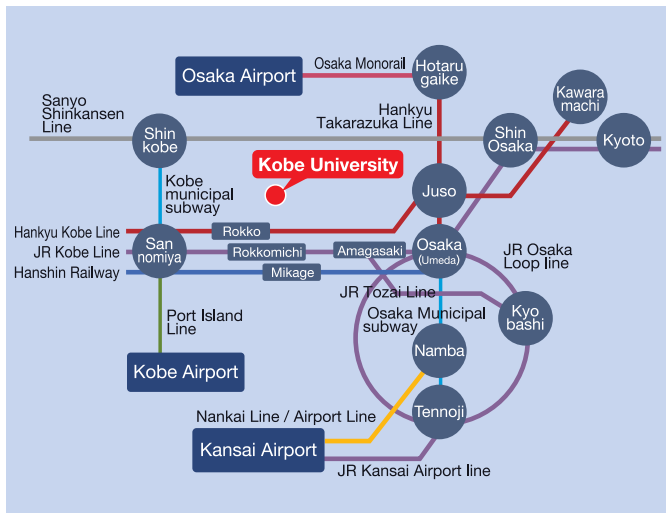 Osaka Airport
Osaka Monorail
Hotaru
gaike
Kawara
machi
Sanyo
Shinkansen
Line
Hankyu
Takarazuka Line
Shin
kobe
Shin
Osaka
Kyoto
Kobe University
Kobe
municipal
subway
Juso
Hankyu Kobe Line
Rokko
JR Kobe Line
San
nomiya
Rokkomichi
Amagasaki
Osaka
(Umeda)
JR Osaka
Loop line
Hanshin Railway
Mikage
JR Tozai Line
Port Island
Line
Osaka Municipal
subway
Kyo
bashi
Namba
Kobe Airport
Nankai Line / Airport Line
Tennoji
Kansai Airport
JR Kansai Airport line